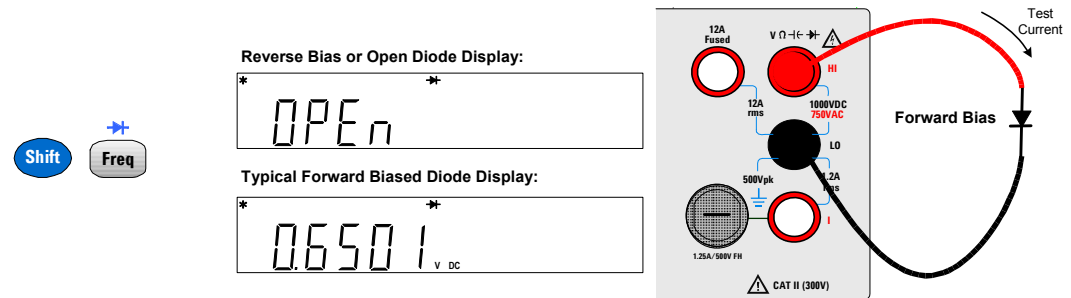 Shift
Freq
Reverse Bias or Open Diode Display:
*
OPEn
Typical Forward Biased Diode Display:
*
0.6501 V DC
12A
Fused
V Ω
HI
12A
rms
1000VDC
750VAC
LO
500Vpk
1.2A
rms
I
1.25A/500V FH
CAT II (300V)
Test
Current
Forward Bias